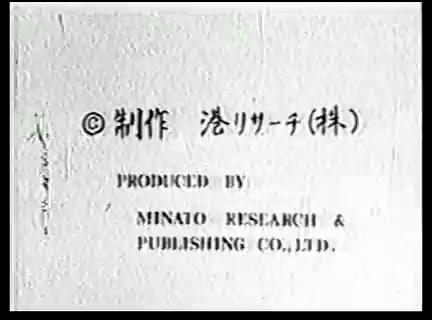 © 制作 港リサーチ(株)
PRODUCED BY
MINATO RESEARCH &
PUBLISHING CO.,LTD.